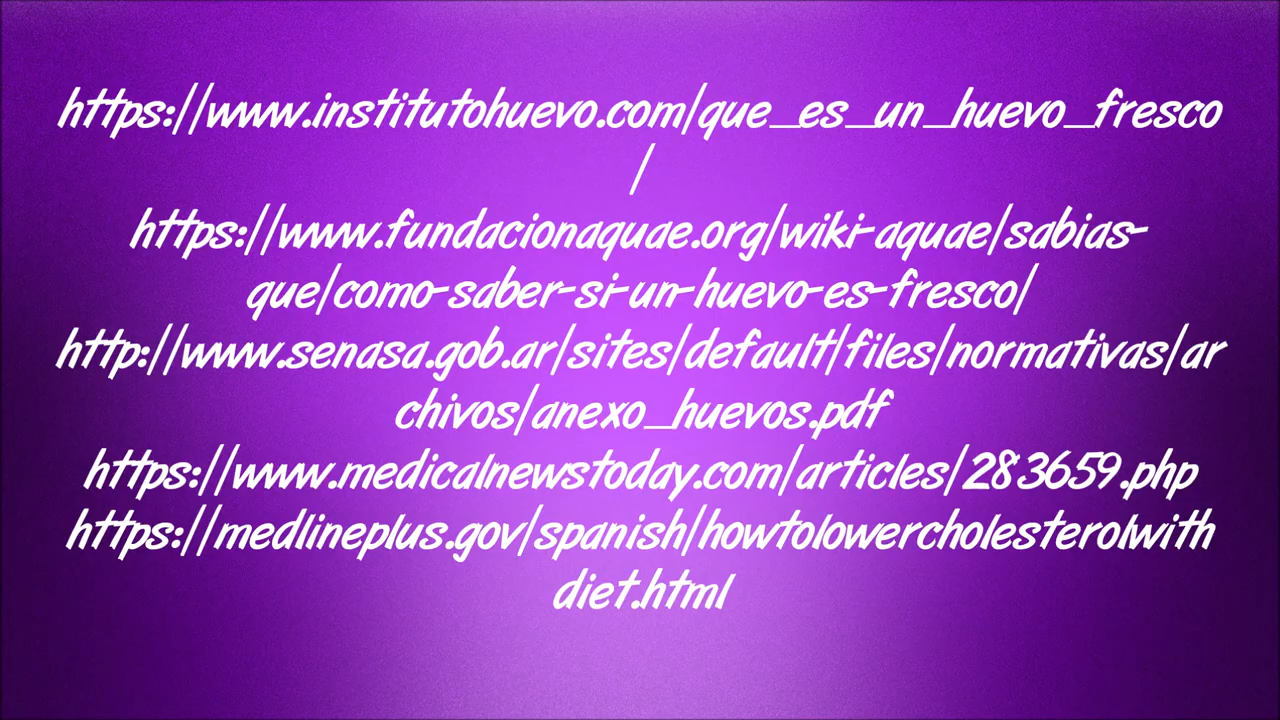 https://www.institutohuevo.com/que_es_un_huevo_fresco
/
https://www.fundacionaquae.org/wiki-aquae/sabias-
que/como-saber-si-un-huevo-es-fresco/
http://www.senasa.gob.ar/sites/default/files/normativas/ar
chivos/anexo_huevos.pdf
https://www.medicalnewstoday.com/articles/283659.php
https://medlineplus.gov/spanish/howtolowercholesterolwith
diet.html